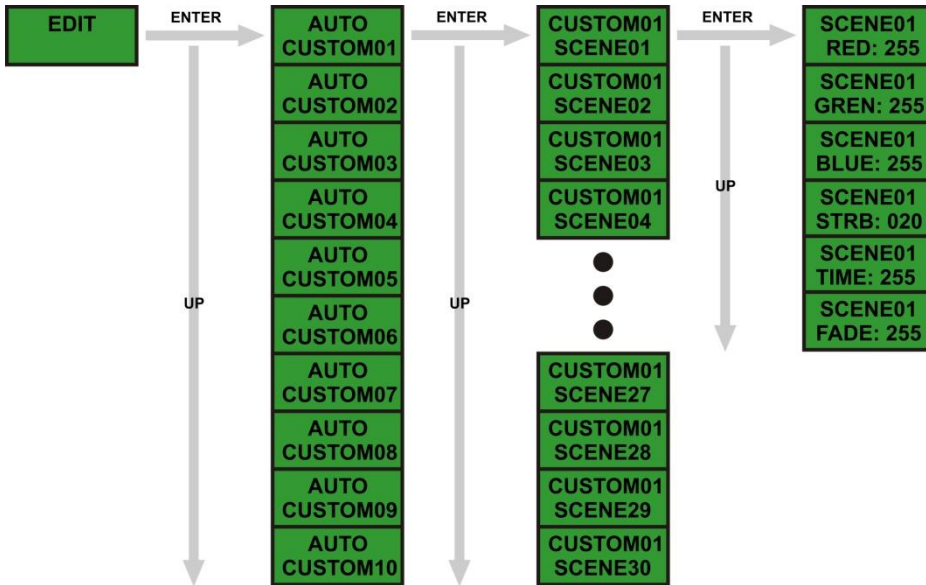 EDIT
ENTER
UP
AUTO
CUSTOM01
AUTO
CUSTOM02
AUTO
CUSTOM03
AUTO
CUSTOM04
AUTO
CUSTOM05
AUTO
CUSTOM06
AUTO
CUSTOM07
AUTO
CUSTOM08
AUTO
CUSTOM09
AUTO
CUSTOM10
ENTER
UP
CUSTOM01
SCENE01
CUSTOM01
SCENE02
CUSTOM01
SCENE03
CUSTOM01
SCENE04
CUSTOM01
SCENE27
CUSTOM01
SCENE28
CUSTOM01
SCENE29
CUSTOM01
SCENE30
ENTER
UP
SCENE01
RED: 255
SCENE01
GREN: 255
SCENE01
BLUE: 255
SCENE01
STRB: 020
SCENE01
TIME: 255
SCENE01
FADE: 255